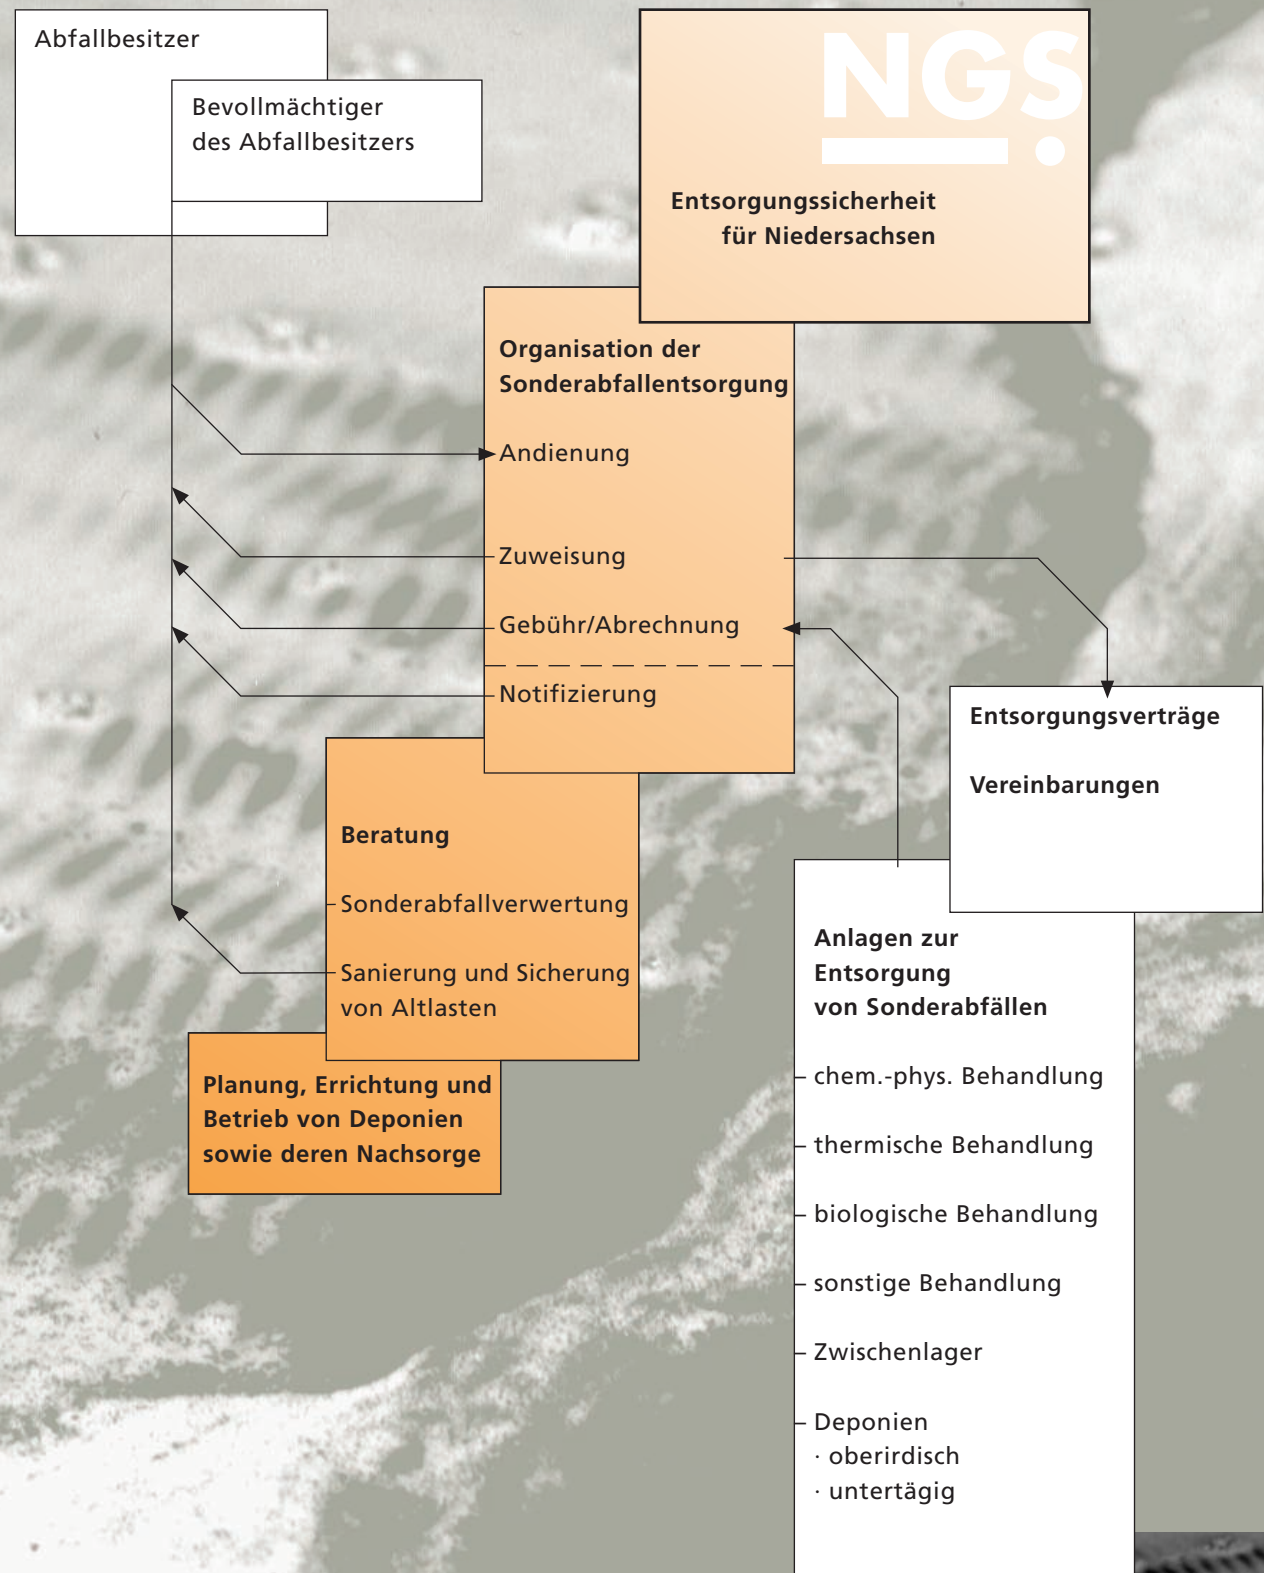 Abfallbesitzer
Bevollmächtiger
des Abfallbesitzers
NGS
Entsorgungssicherheit
für Niedersachsen
Organisation der
Sonderabfallentsorgung
Andienung
Zuweisung
Gebühr/Abrechnung
Notifizierung
Beratung
Sonderabfallverwertung
Sanierung und Sicherung
von Altlasten
Planung, Errichtung und
Betrieb von Deponien
sowie deren Nachsorge
Entsorgungsverträge
Vereinbarungen
Anlagen zur
Entsorgung
von Sonderabfällen
chem.-phys. Behandlung
thermische Behandlung
biologische Behandlung
sonstige Behandlung
Zwischenlager
Deponien
· oberirdisch
· untertägig